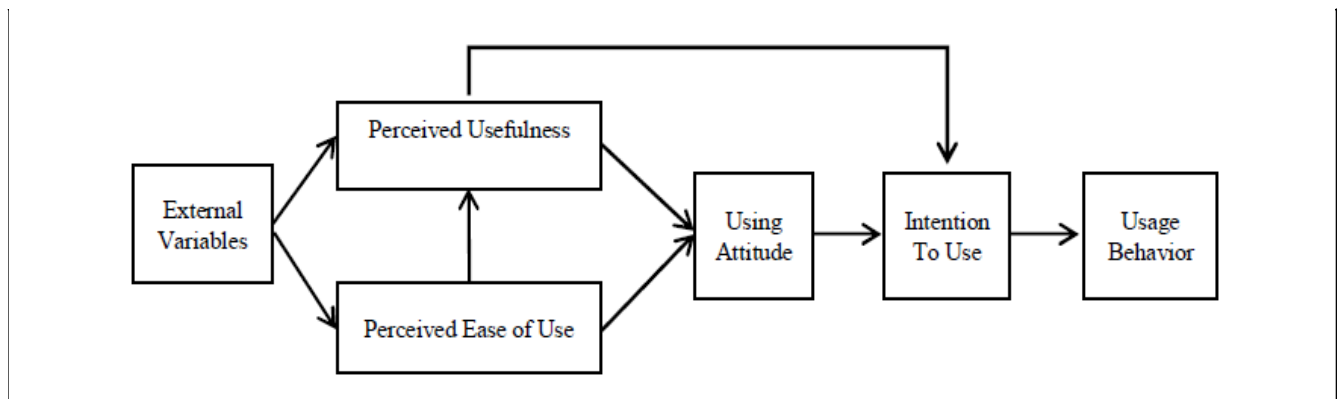 Perceived Usefulness
External
Variables
Perceived Ease of Use
Using
Attitude
Intention
To Use
Usage
Behavior